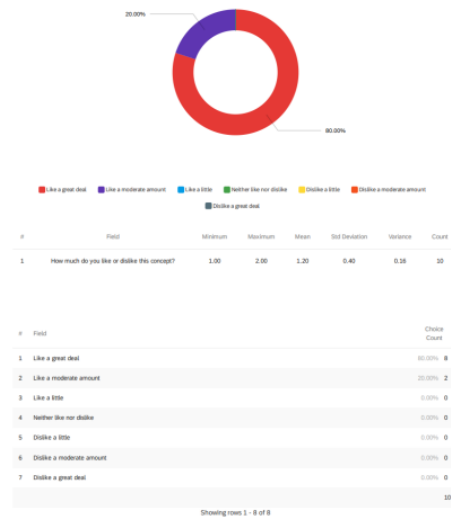 20.00%
80.00%
Like a great deal Like a moderate amount Like a little Neither like nor dislike Dislike a little Dislike a moderate amount
Dislike a great deal
# Field Minimum Maximum Mean Std Deviation Variance Count
1 How much do you like or dislike this concept? 1.00 2.00 1.20 0.40 0.16 10
# Field Choice Count
1 Like a great deal 80.00% 8
2 Like a moderate amount 20.00% 2
3 Like a little 0.00% 0
4 Neither like nor dislike 0.00% 0
5 Dislike a little 0.00% 0
6 Dislike a moderate amount 0.00% 0
7 Dislike a great deal 0.00% 0
10
Showing rows 1 - 8 of 8